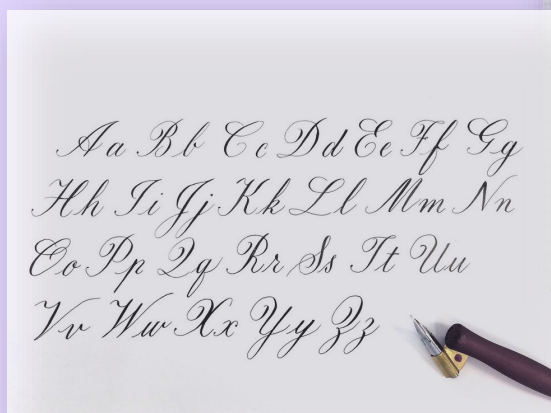 Aa Bb Cc Dd Ee Ff Gg
Hh Ii Jj Kk Ll Mm Nn
Oo Pp Qq Rr Ss Tt Uu
Vv Ww Xx Yy Zz